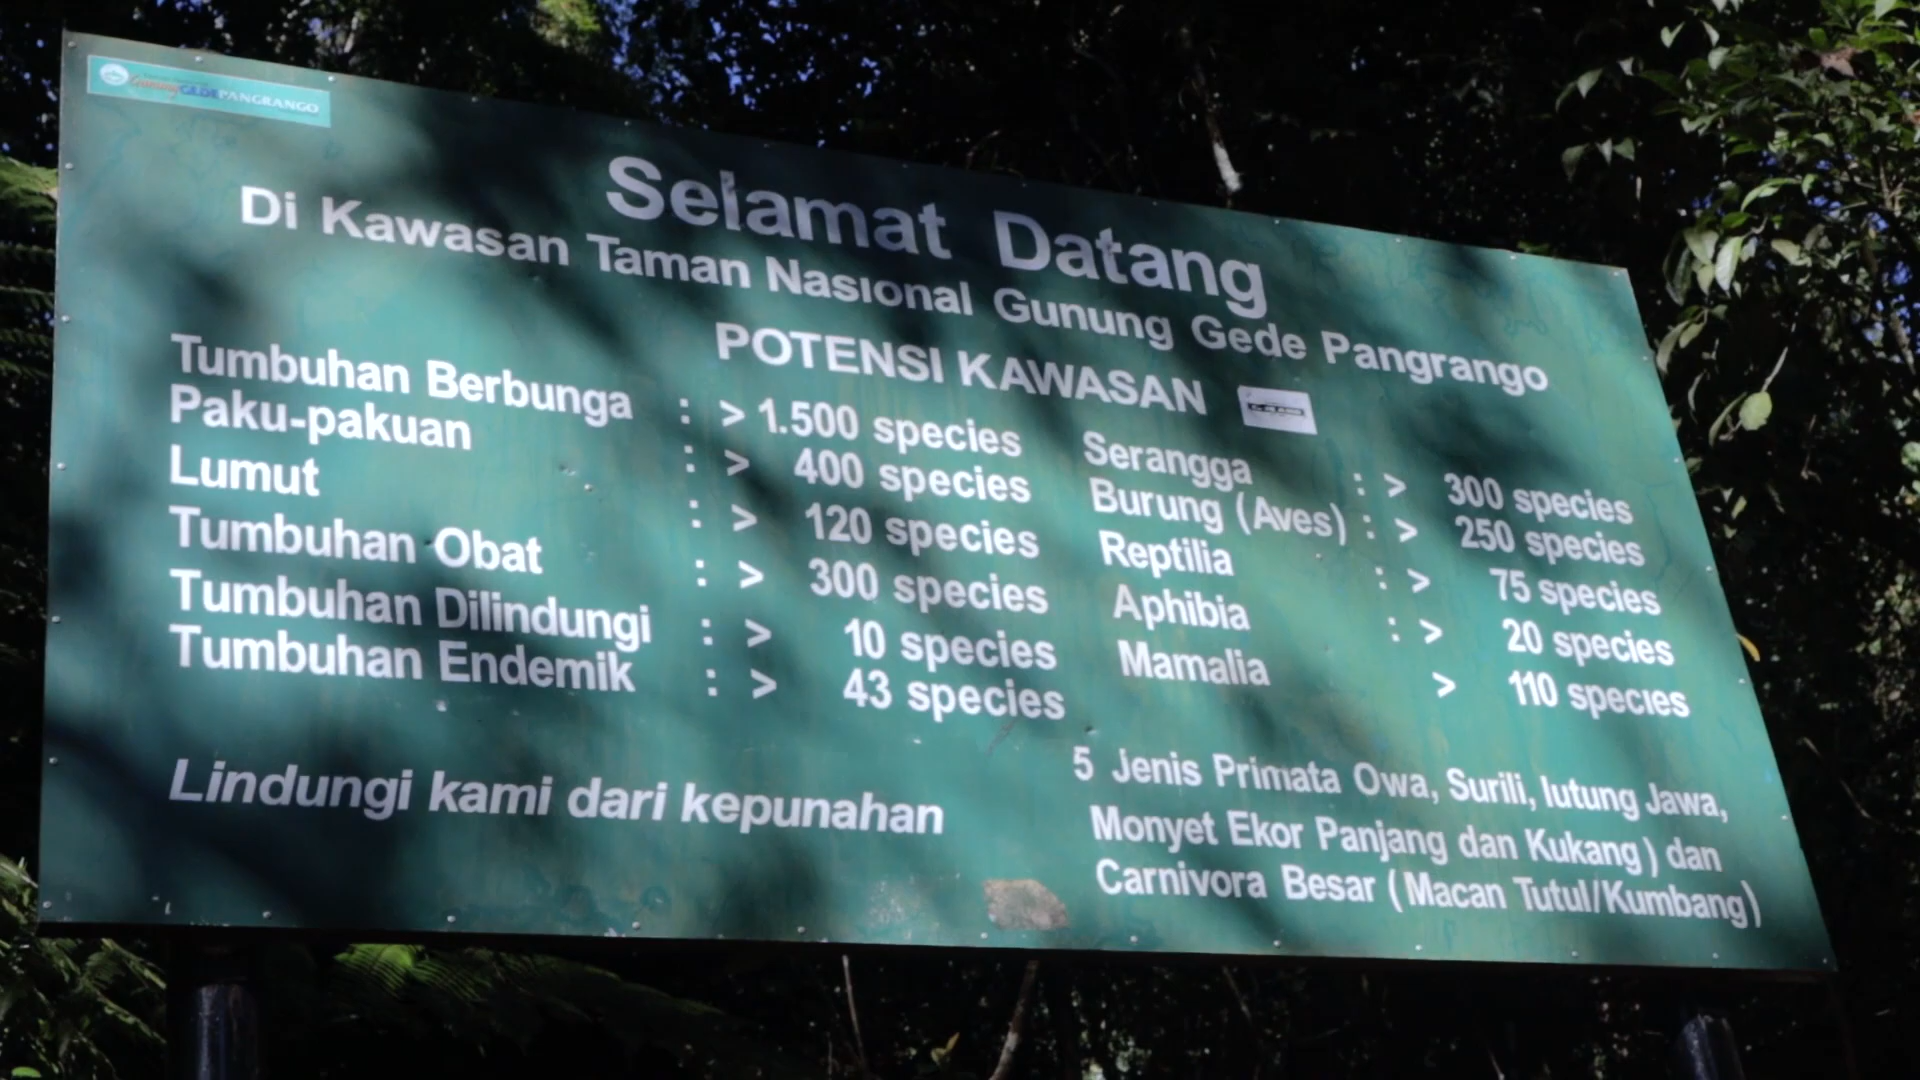 Gunung GEDE PANGRANGO
Selamat Datang
Di Kawasan Taman Nasional Gunung Gede Pangrango
POTENSI KAWASAN
Tumbuhan Berbunga : > 1.500 species
Paku-pakuan : > 400 species
Lumut : > 120 species
Tumbuhan Obat : > 300 species
Tumbuhan Dilindungi : > 10 species
Tumbuhan Endemik : > 43 species
Lindungi kami dari kepunahan
Serangga : > 300 species
Burung (Aves) : > 250 species
Reptilia : > 75 species
Aphibia : > 20 species
Mamalia > 110 species
5 Jenis Primata Owa, Surili, lutung Jawa,
Monyet Ekor Panjang dan Kukang ) dan
Carnivora Besar ( Macan Tutul/Kumbang)